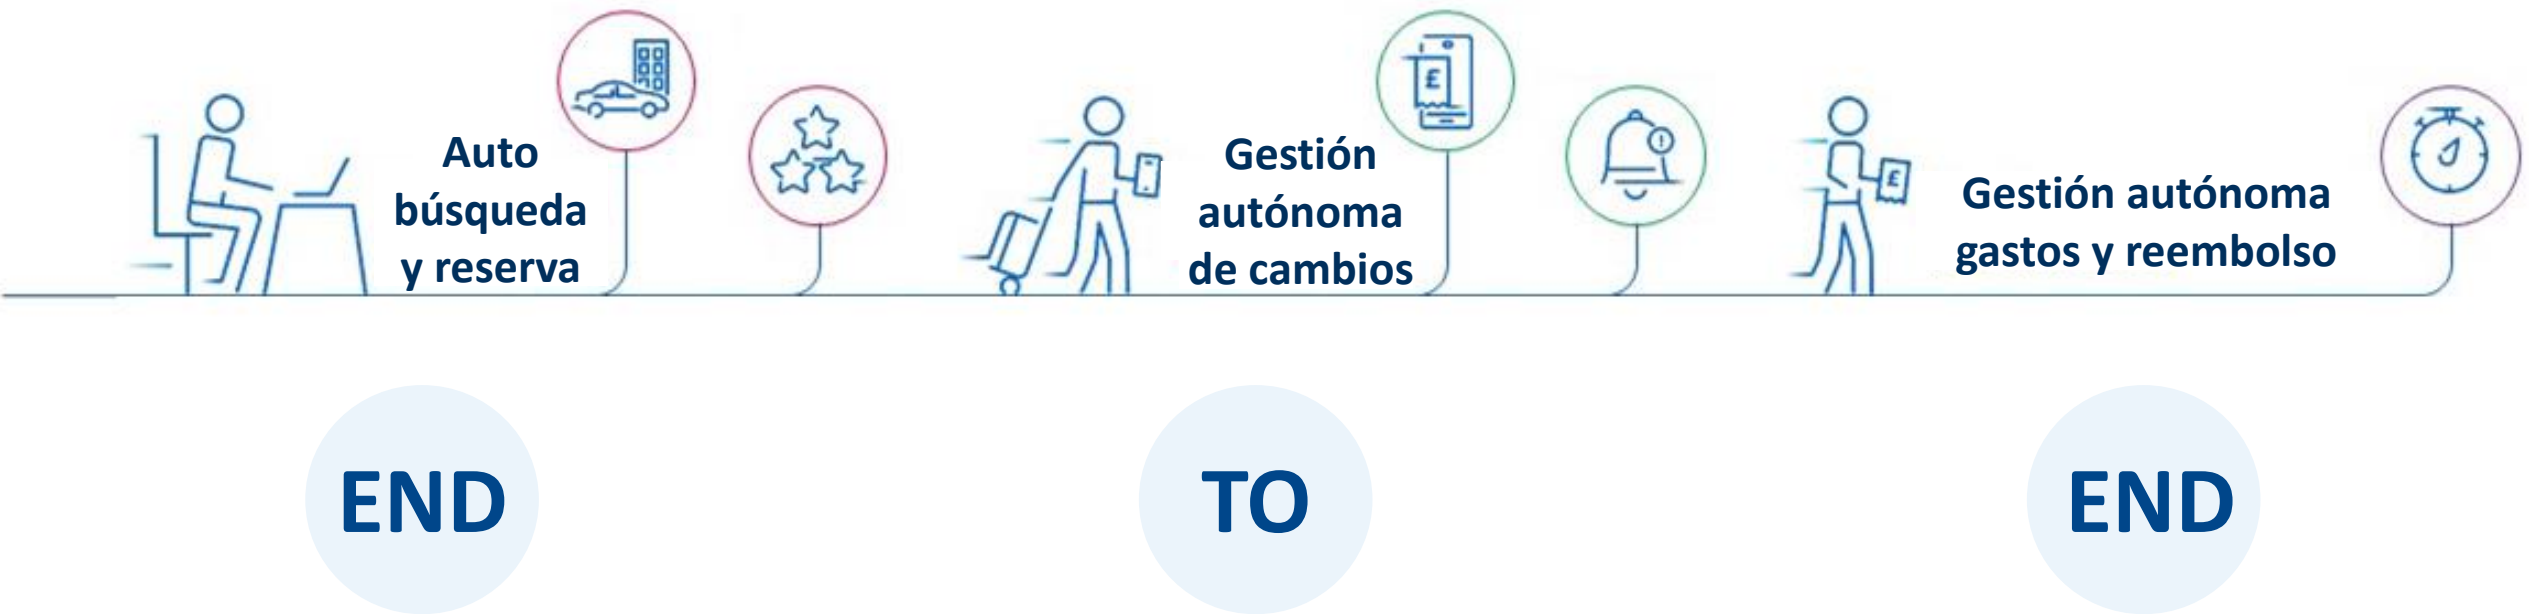 Auto
búsqueda
y reserva
£
Gestión
autónoma
de cambios
£
Gestión autónoma
gastos y reembolso
END
TO
END